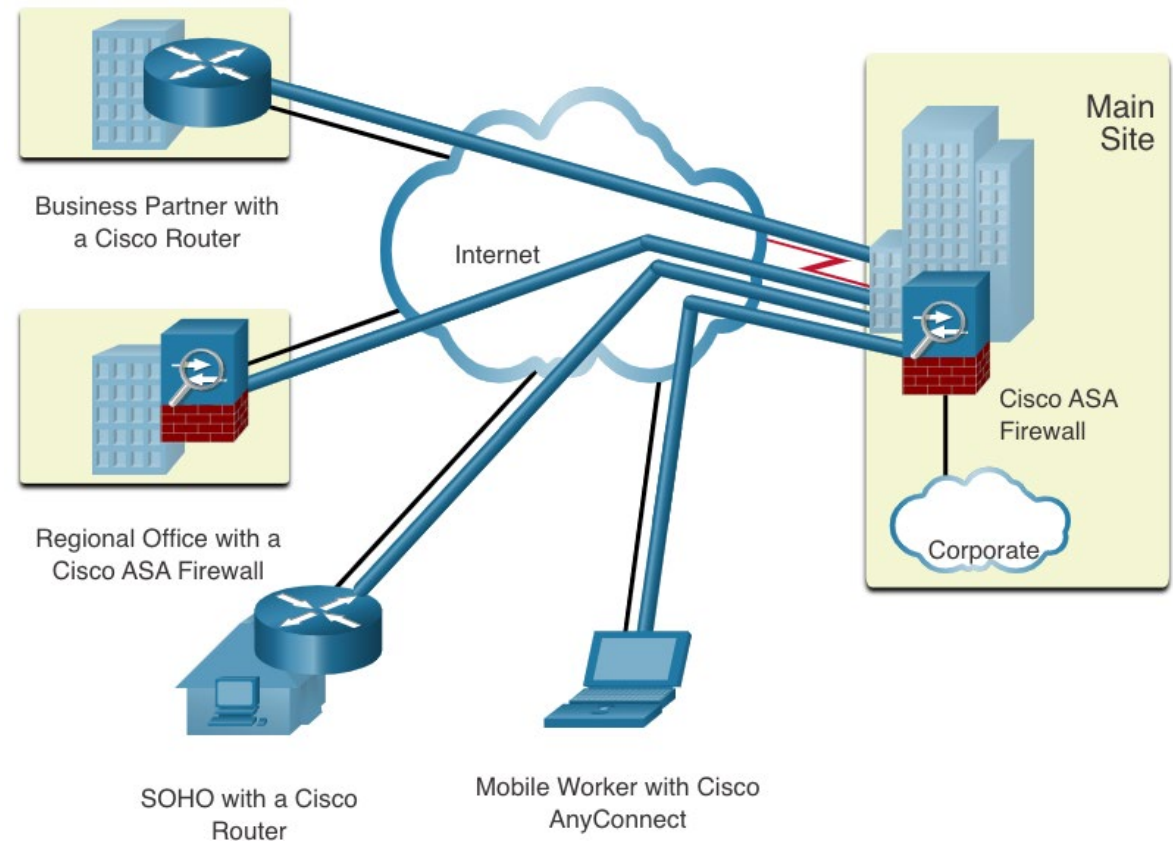 Main
Site
Business Partner with
a Cisco Router
Internet
Cisco ASA
Firewall
Regional Office with a
Cisco ASA Firewall
Corporate
SOHO with a Cisco
Router
Mobile Worker with Cisco
AnyConnect